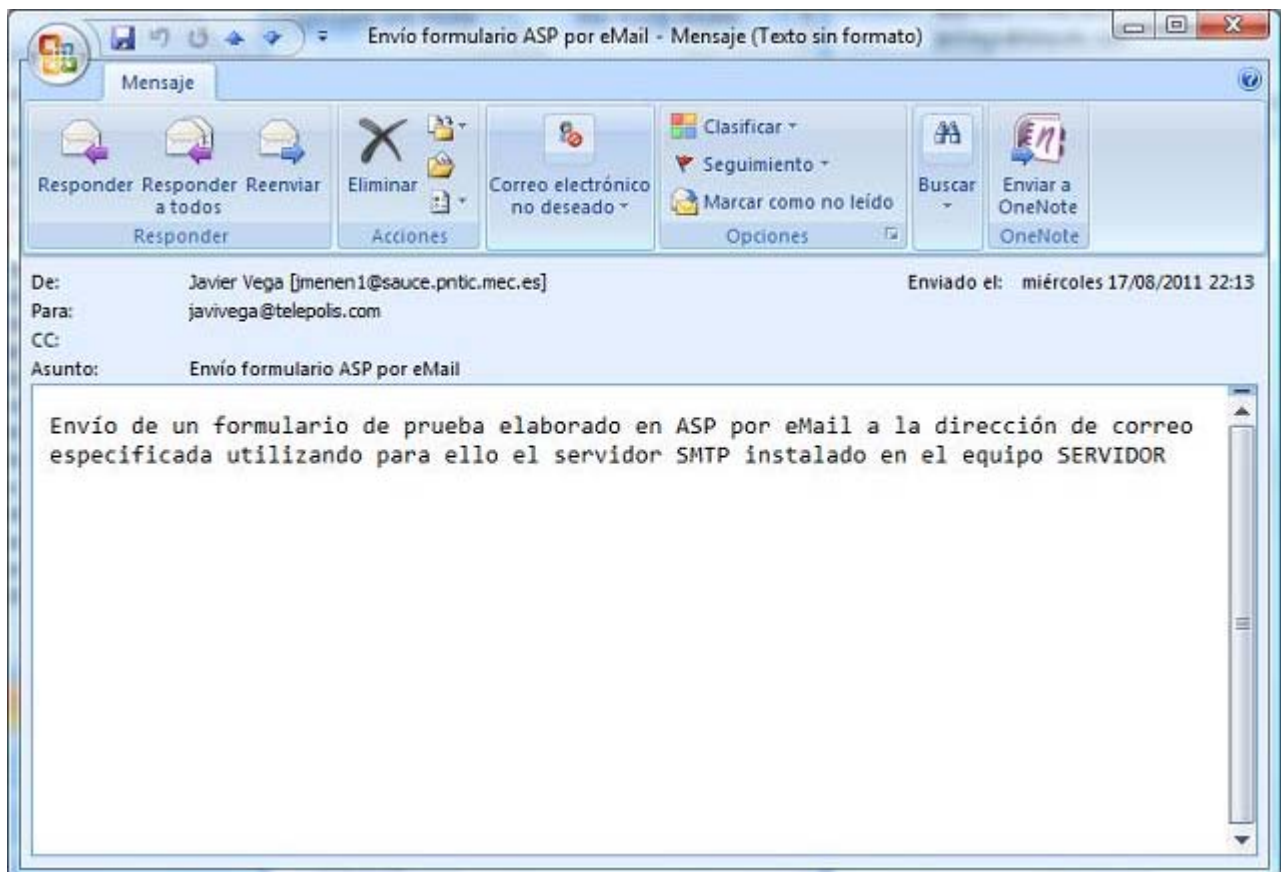 Envío formulario ASP por eMail - Mensaje (Texto sin formato)
Mensaje
Responder
Responder a todos
Reenviar
Responder
Eliminar
Acciones
Correo electrónico no deseado
Clasificar
Seguimiento
Marcar como no leído
Opciones
Buscar
Enviar a OneNote
OneNote
De: Javier Vega [jmenen1@sauce.pntic.mec.es] Enviado el: miércoles 17/08/2011 22:13
Para: javivega@telepolis.com
CC:
Asunto: Envío formulario ASP por eMail
Envío de un formulario de prueba elaborado en ASP por eMail a la dirección de correo
especificada utilizando para ello el servidor SMTP instalado en el equipo SERVIDOR